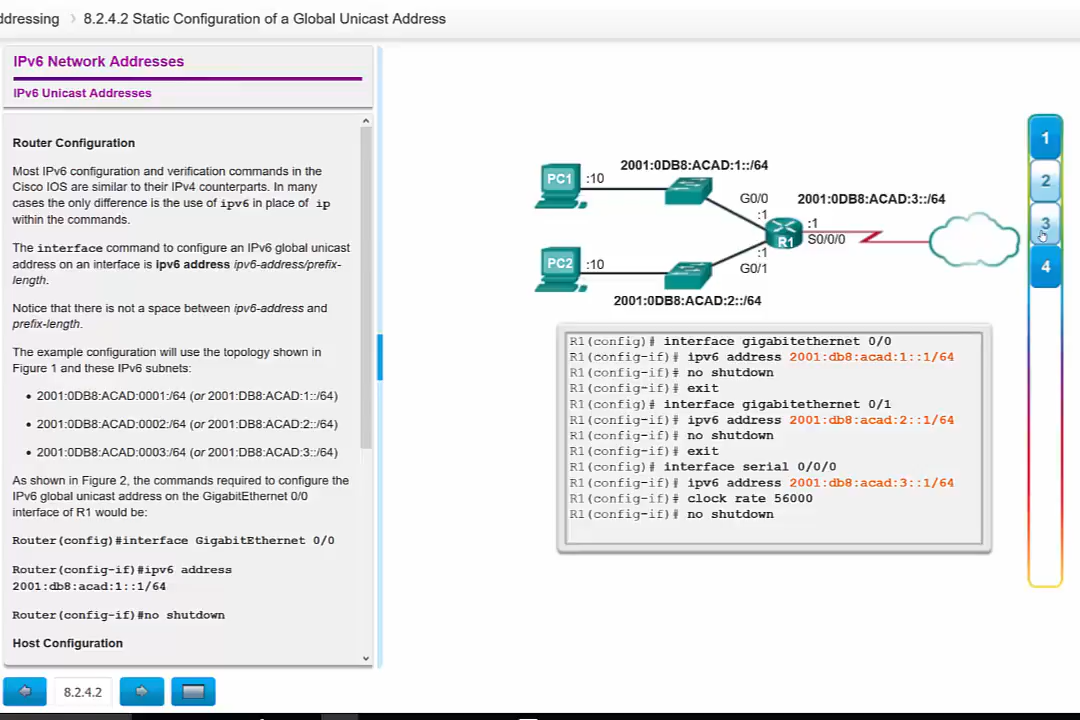 ddressing > 8.2.4.2 Static Configuration of a Global Unicast Address
IPv6 Network Addresses
IPv6 Unicast Addresses
Router Configuration
Most IPv6 configuration and verification commands in the
Cisco IOS are similar to their IPv4 counterparts. In many
cases the only difference is the use of ipv6 in place of ip
within the commands.
The interface command to configure an IPv6 global unicast
address on an interface is ipv6 address ipv6-address/prefix-
length.
Notice that there is not a space between ipv6-address and
prefix-length.
The example configuration will use the topology shown in
Figure 1 and these IPv6 subnets:
• 2001:0DB8:ACAD:0001:/64 (or 2001:DB8:ACAD:1::/64)
• 2001:0DB8:ACAD:0002:/64 (or 2001:DB8:ACAD:2::/64)
• 2001:0DB8:ACAD:0003:/64 (or 2001:DB8:ACAD:3::/64)
As shown in Figure 2, the commands required to configure the
IPv6 global unicast address on the GigabitEthernet 0/0
interface of R1 would be:
Router(config)#interface GigabitEthernet 0/0
Router(config-if)#ipv6 address
2001:db8:acad:1::1/64
Router(config-if)#no shutdown
Host Configuration
8.2.4.2
2001:0DB8:ACAD:1::/64
PC1 :10
G0/0
:1
2001:0DB8:ACAD:3::/64
R1
:1
S0/0/0
PC2 :10
:1
G0/1
2001:0DB8:ACAD:2::/64
R1(config)# interface gigabitethernet 0/0
R1(config-if)# ipv6 address 2001:db8:acad:1::1/64
R1(config-if)# no shutdown
R1(config-if)# exit
R1(config)# interface gigabitethernet 0/1
R1(config-if)# ipv6 address 2001:db8:acad:2::1/64
R1(config-if)# no shutdown
R1(config-if)# exit
R1(config)# interface serial 0/0/0
R1(config-if)# ipv6 address 2001:db8:acad:3::1/64
R1(config-if)# clock rate 56000
R1(config-if)# no shutdown
1
2
3
4